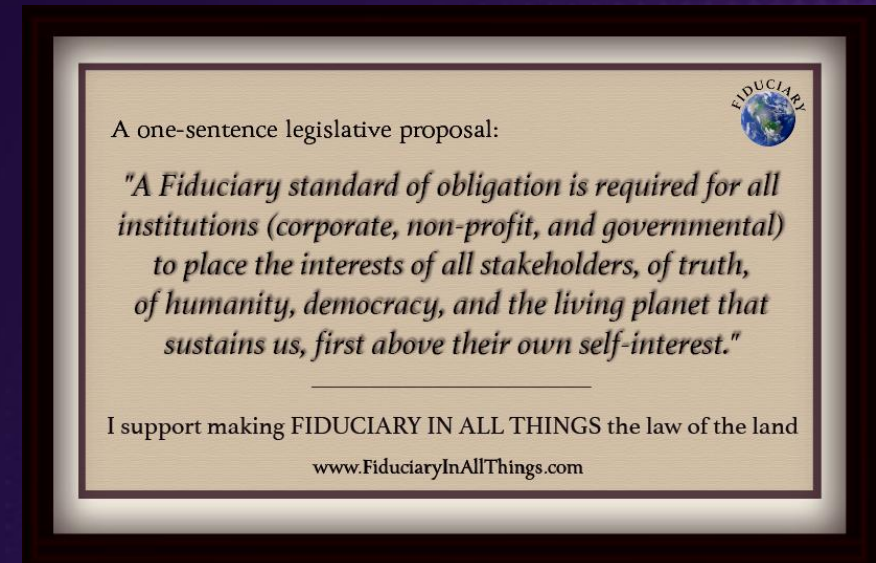 FIDUCIARY
A one-sentence legislative proposal:
"A Fiduciary standard of obligation is required for all
institutions (corporate, non-profit, and governmental)
to place the interests of all stakeholders, of truth,
of humanity, democracy, and the living planet that
sustains us, first above their own self-interest."
I support making FIDUCIARY IN ALL THINGS the law of the land
www.FiduciaryInAllThings.com